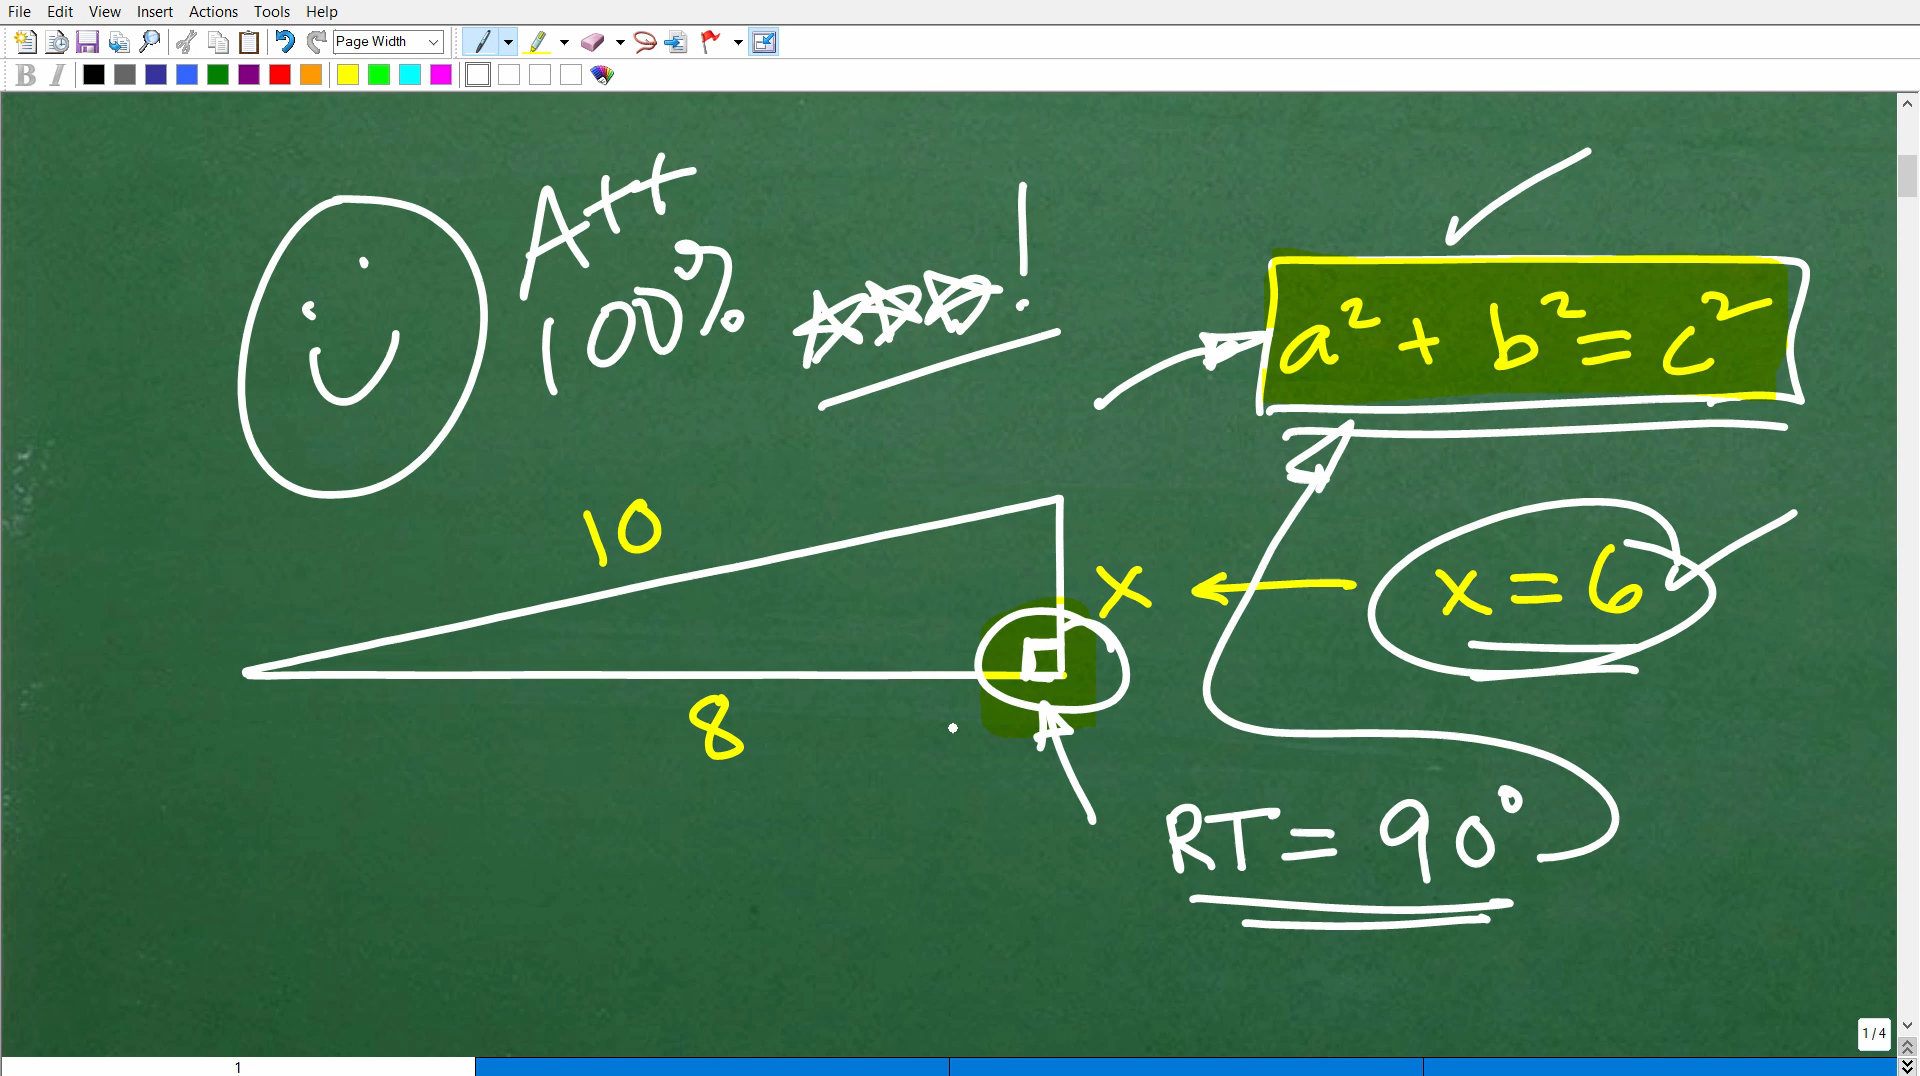 File Edit View Insert Actions Tools Help
Page Width
B I
A++
100% !
a² + b² = c²
10
x
x = 6
8
RT = 90°
1 / 4
1